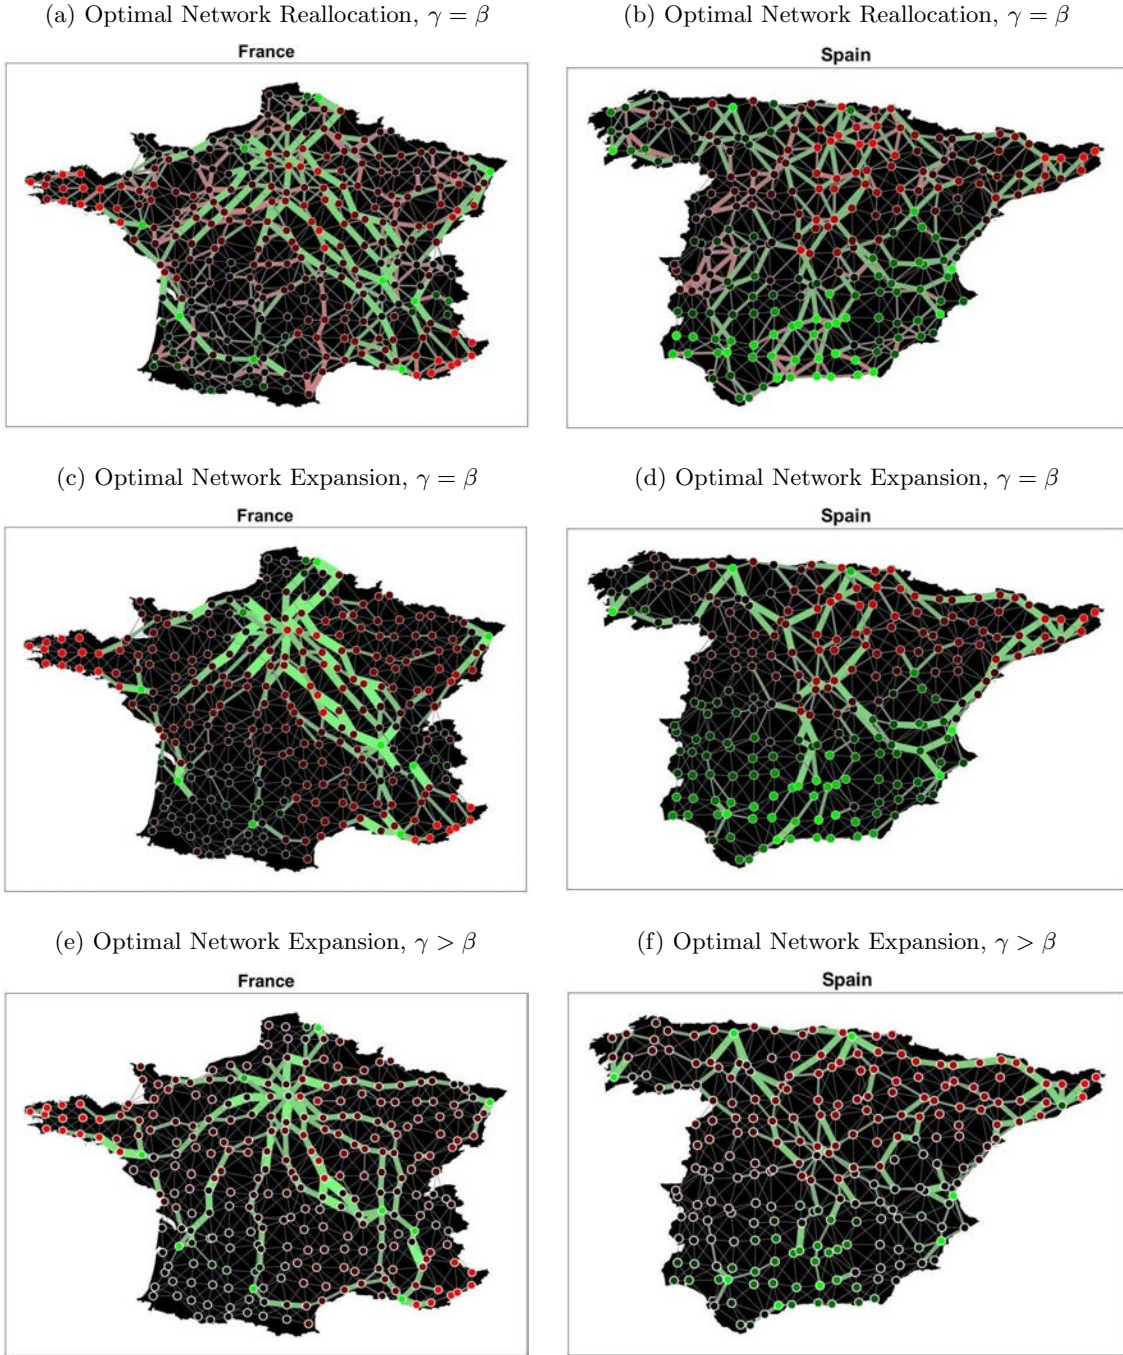 (a) Optimal Network Reallocation, γ = β
(b) Optimal Network Reallocation, γ = β
France
Spain
(c) Optimal Network Expansion, γ = β
(d) Optimal Network Expansion, γ = β
France
Spain
(e) Optimal Network Expansion, γ > β
(f) Optimal Network Expansion, γ > β
France
Spain